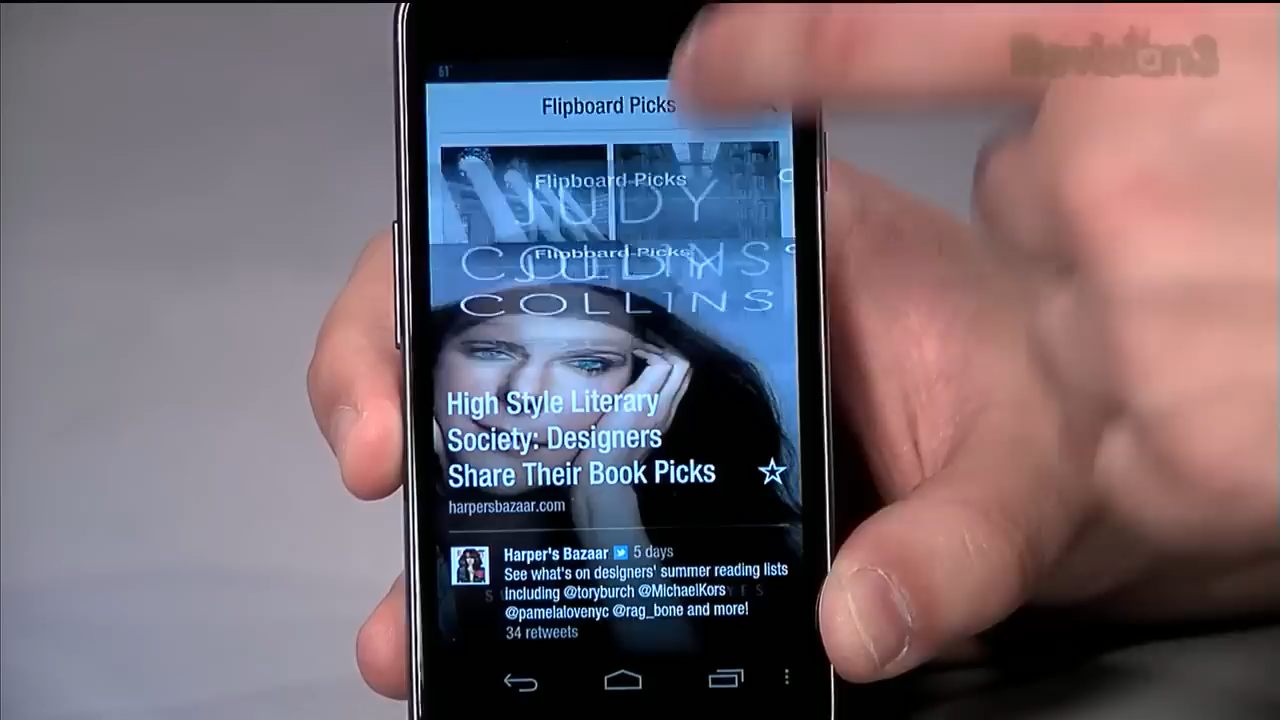 Revision3
61°
Flipboard Picks
Flipboard Picks
JUDY
Flipboard Picks
COLLINS
JUDY
COLLINS
High Style Literary
Society: Designers
Share Their Book Picks
harpersbazaar.com
Harper's Bazaar 5 days
See what's on designers' summer reading lists
including @toryburch @MichaelKors
@pamelalovenyc @rag_bone and more!
34 retweets